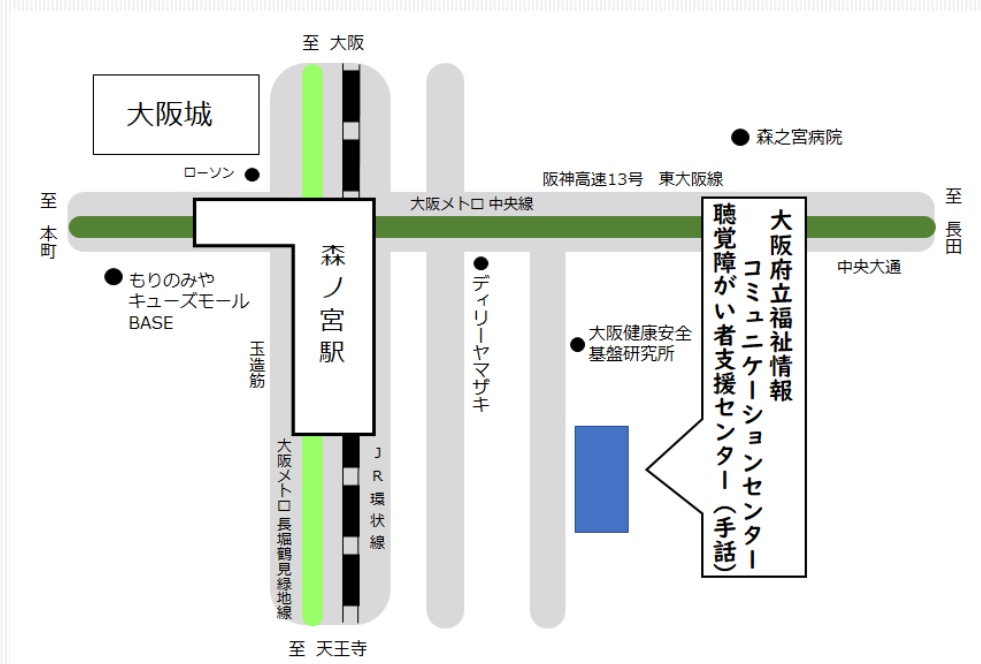 至 大阪
大阪城
森之宮病院
ローソン
阪神高速13号 東大阪線
至 本町
大阪メトロ 中央線
至 長田
中央大通
もりのみや
キューズモール
BASE
森ノ宮駅
ディリーヤマザキ
大阪健康安全
基盤研究所
玉造筋
大阪府立福祉情報
コミュニケーションセンター
聴覚障がい者支援センター（手話）
大阪メトロ 長堀鶴見緑地線
JR環状線
至 天王寺